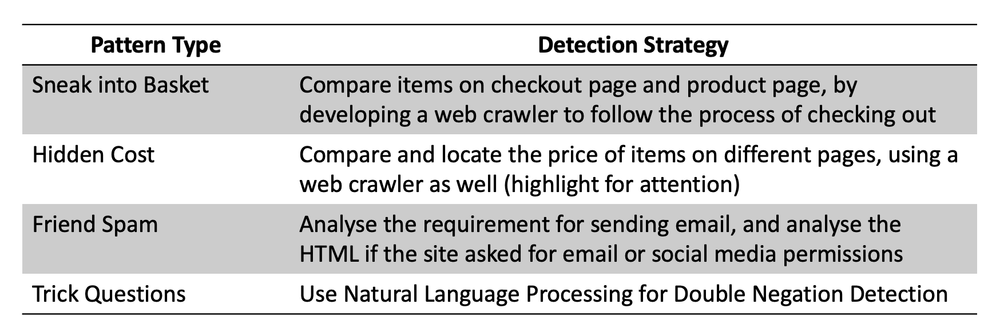 Pattern Type Detection Strategy
Sneak into Basket Compare items on checkout page and product page, by
developing a web crawler to follow the process of checking out
Hidden Cost Compare and locate the price of items on different pages, using a
web crawler as well (highlight for attention)
Friend Spam Analyse the requirement for sending email, and analyse the
HTML if the site asked for email or social media permissions
Trick Questions Use Natural Language Processing for Double Negation Detection